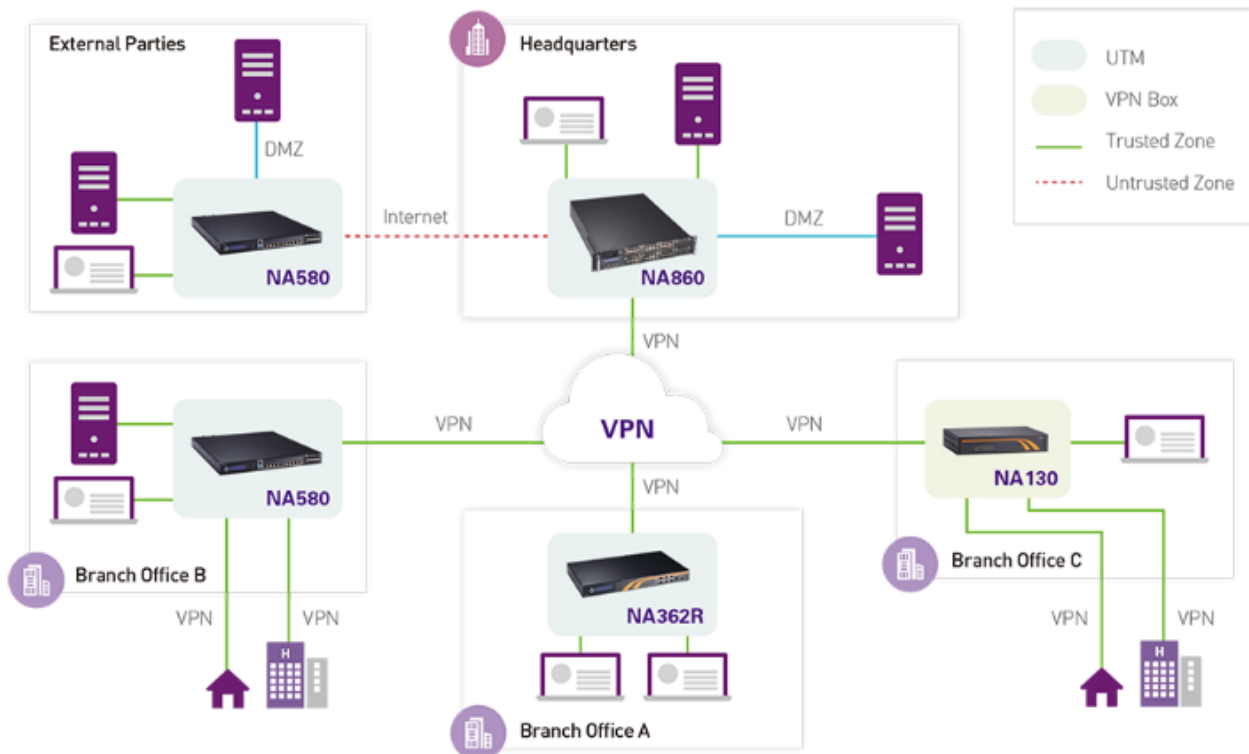 External Parties
DMZ
NA580
Internet
Headquarters
NA860
DMZ
VPN
UTM
VPN Box
Trusted Zone
Untrusted Zone
VPN
VPN
VPN
VPN
NA580
Branch Office B
VPN
VPN
H
NA362R
Branch Office A
NA130
Branch Office C
VPN
VPN
H